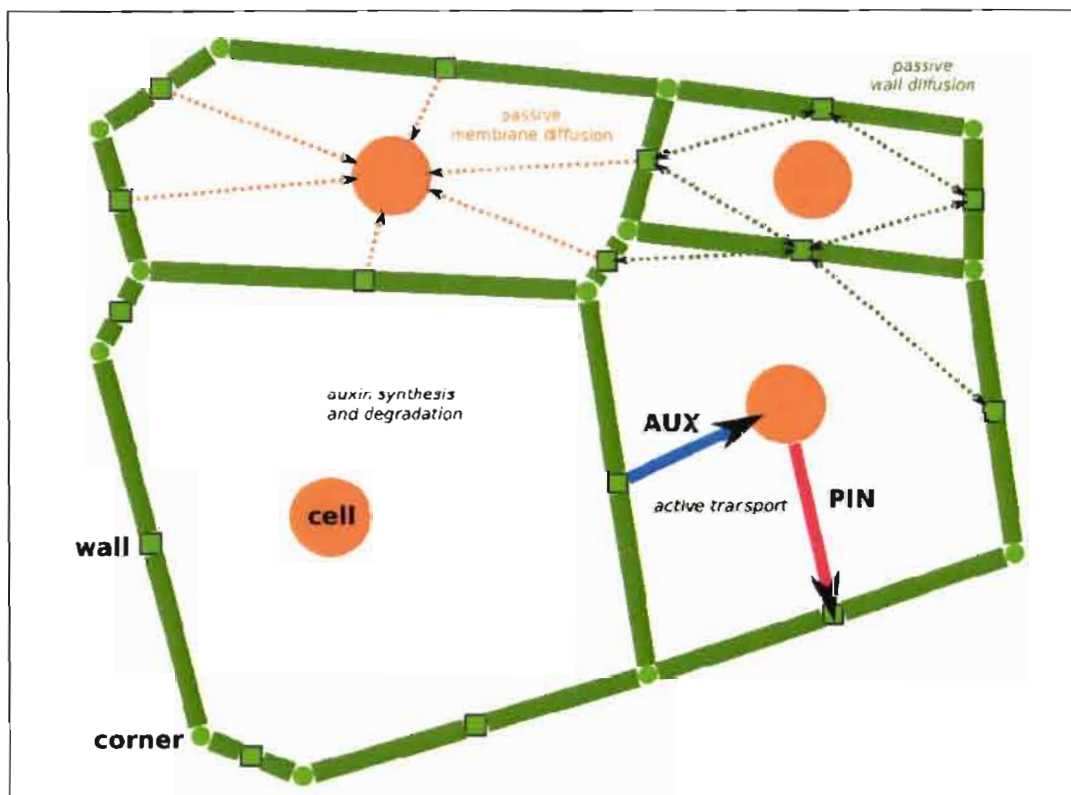 passive
wall diffusion
passive
membrane diffusion
auxin synthesis
and degradation
AUX
active transport
PIN
cell
wall
corner